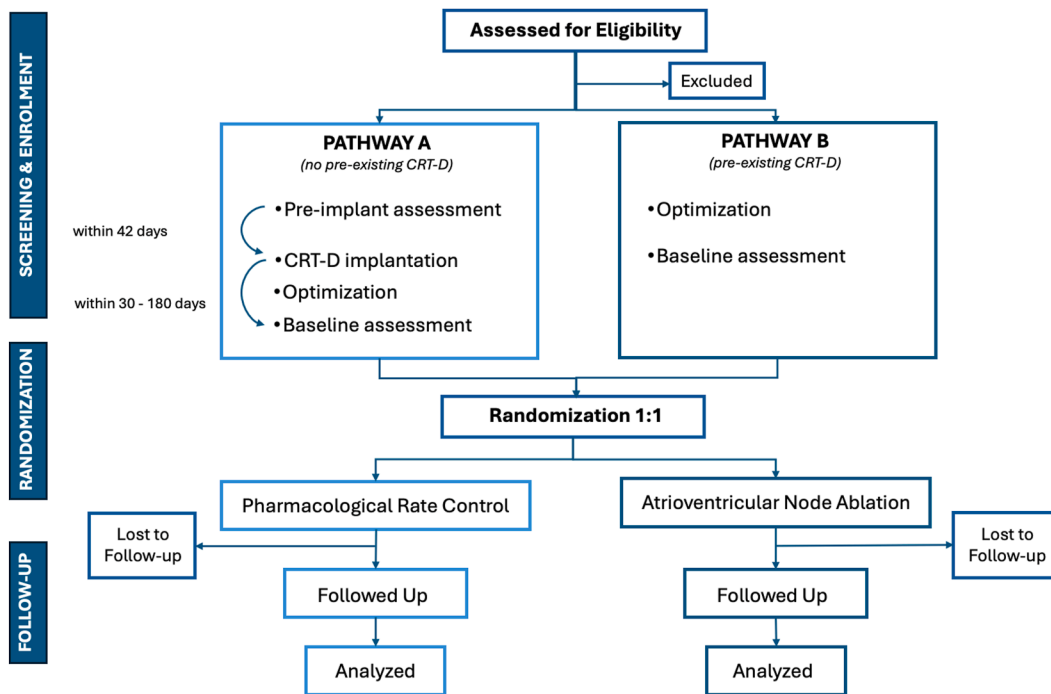 SCREENING & ENROLMENT
Assessed for Eligibility
Excluded
PATHWAY A
(no pre-existing CRT-D)
within 42 days
•Pre-implant assessment
•CRT-D implantation
within 30 - 180 days
•Optimization
•Baseline assessment
PATHWAY B
(pre-existing CRT-D)
•Optimization
•Baseline assessment
RANDOMIZATION
Randomization 1:1
Pharmacological Rate Control
Atrioventricular Node Ablation
FOLLOW-UP
Lost to
Follow-up
Lost to
Follow-up
Followed Up
Followed Up
Analyzed
Analyzed